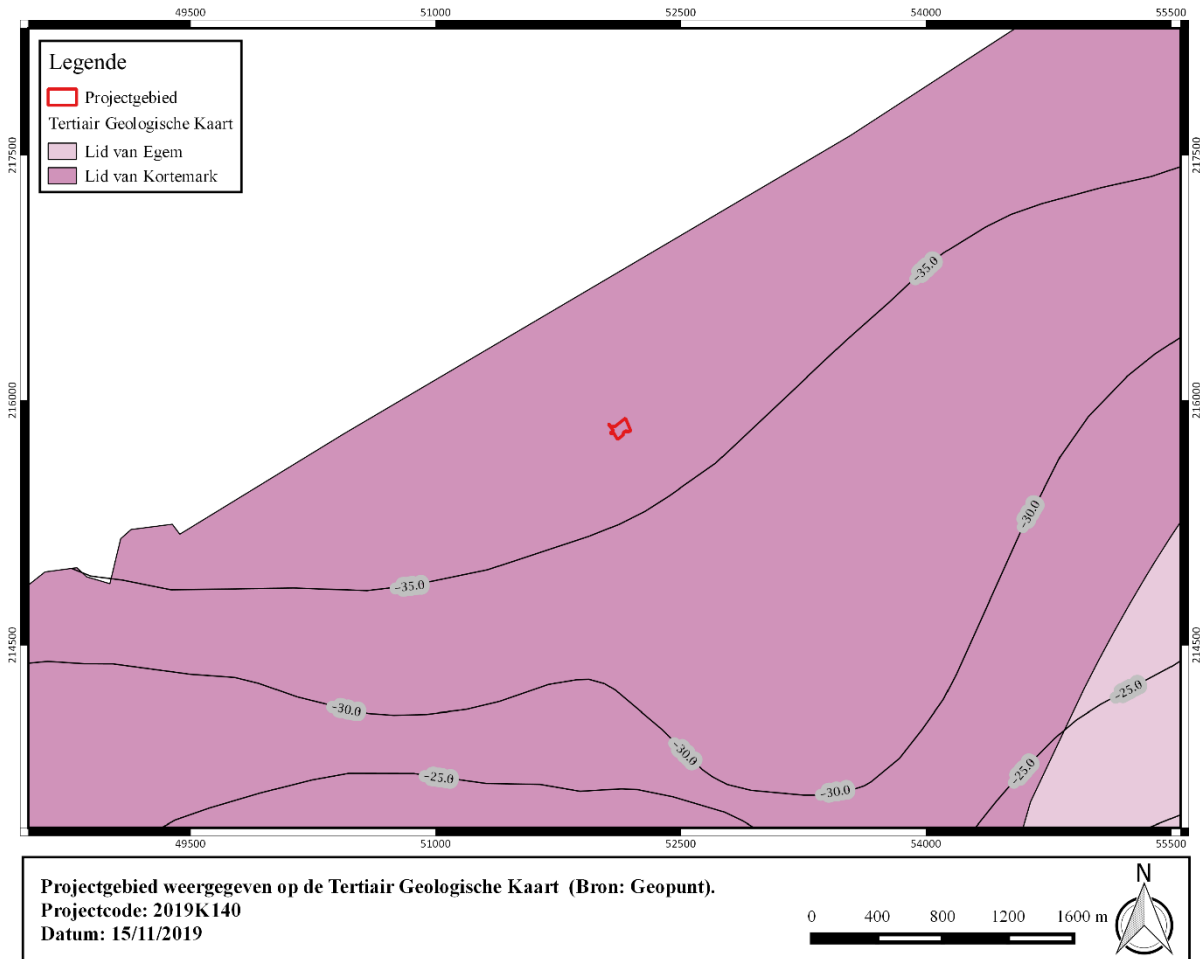 49500 51000 52500 54000 55500
Legende
Projectgebied
Tertiair Geologische Kaart
Lid van Egem
Lid van Kortemark
217500
217500
216000
216000
214500
214500
-35.0
-35.0
-30.0
-30.0
-30.0
-30.0
-25.0
-25.0
-25.0
49500 51000 52500 54000 55500
Projectgebied weergegeven op de Tertiair Geologische Kaart (Bron: Geopunt).
Projectcode: 2019K140
Datum: 15/11/2019
0 400 800 1200 1600 m
N